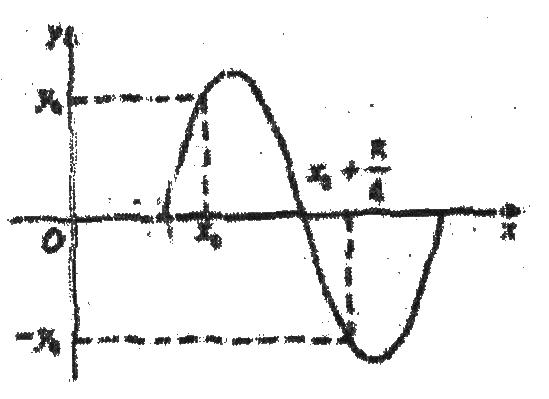 y
y₀
x₀ + π/4
O
x₀
x
-y₀